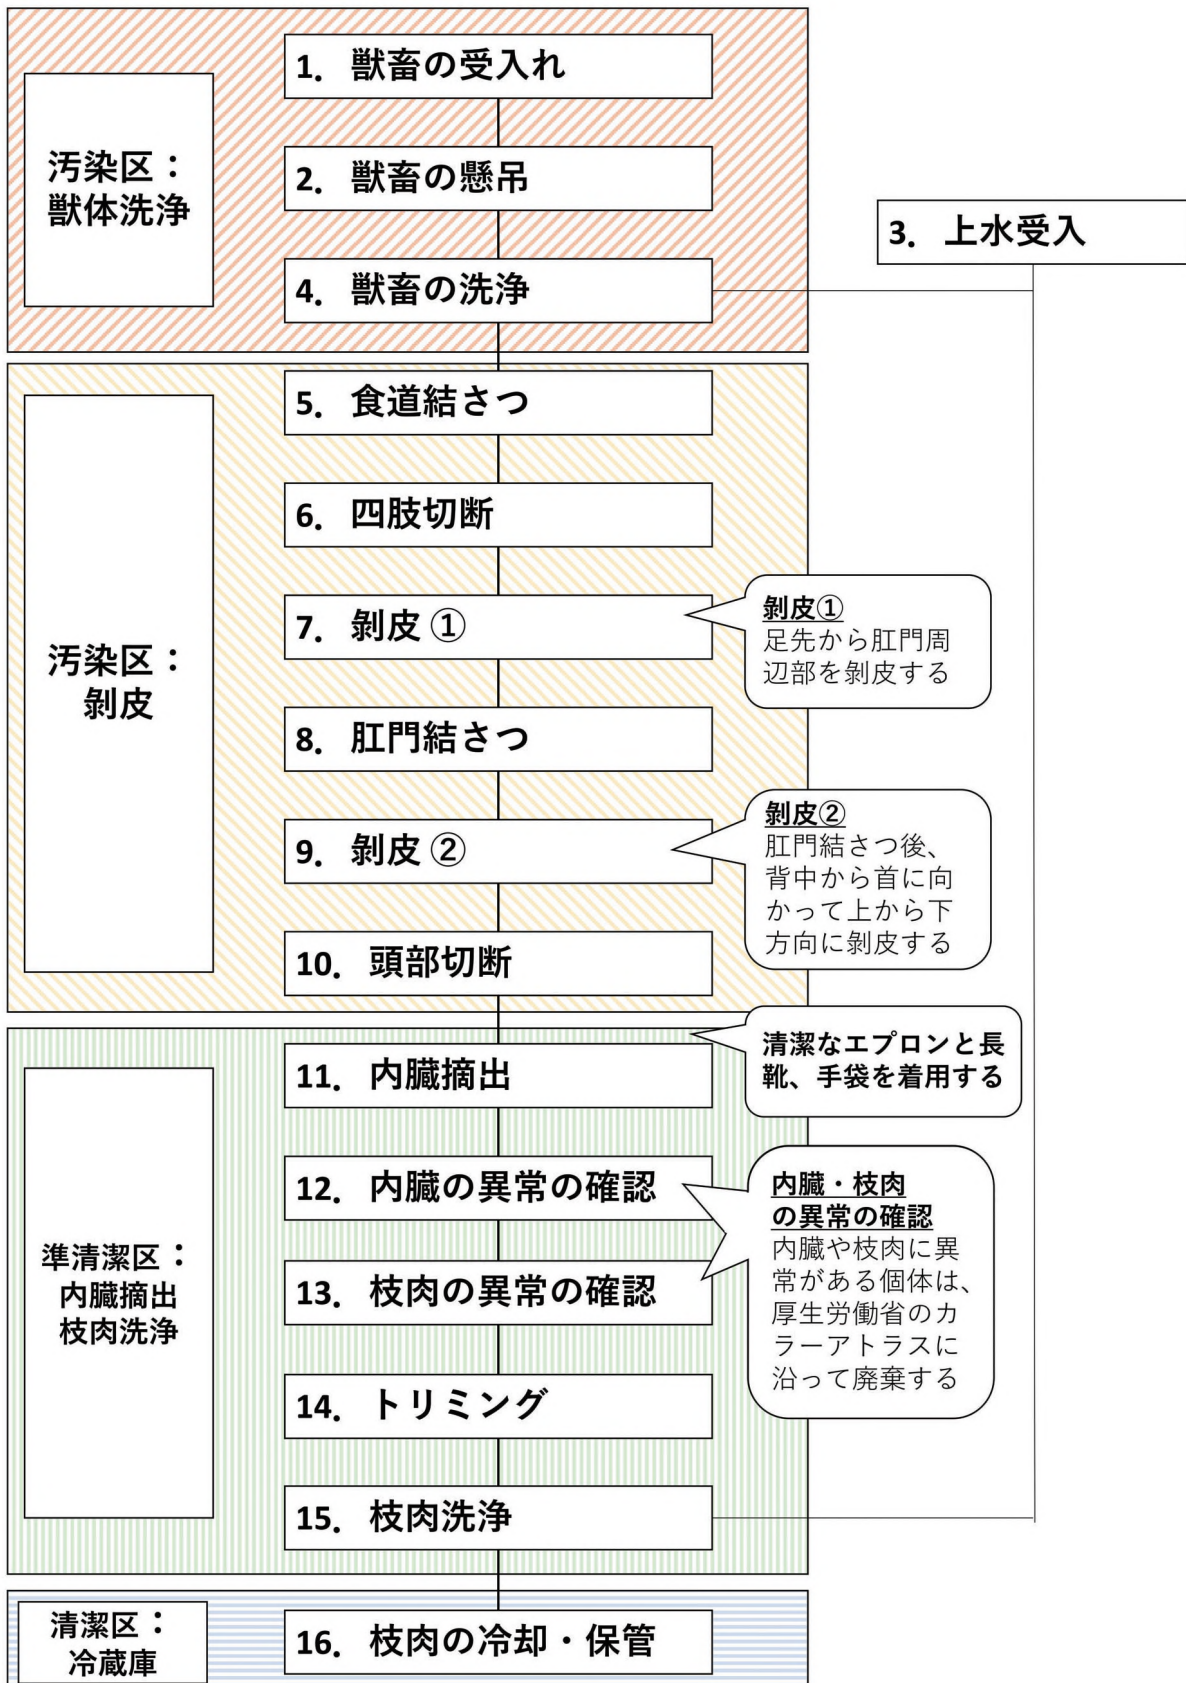 汚染区：
獣体洗浄
1. 獣畜の受入れ
2. 獣畜の懸吊
3. 上水受入
4. 獣畜の洗浄
汚染区：
剝皮
5. 食道結さつ
6. 四肢切断
7. 剝皮 ①
剝皮①
足先から肛門周
辺部を剝皮する
8. 肛門結さつ
9. 剝皮 ②
剝皮②
肛門結さつ後、
背中から首に向
かって上から下
方向に剝皮する
10. 頭部切断
準清潔区：
内臓摘出
枝肉洗浄
11. 内臓摘出
清潔なエプロンと長
靴、手袋を着用する
12. 内臓の異常の確認
13. 枝肉の異常の確認
内臓・枝肉
の異常の確認
内臓や枝肉に異
常がある個体は、
厚生労働省のカ
ラーアトラスに
沿って廃棄する
14. トリミング
15. 枝肉洗浄
清潔区：
冷蔵庫
16. 枝肉の冷却・保管